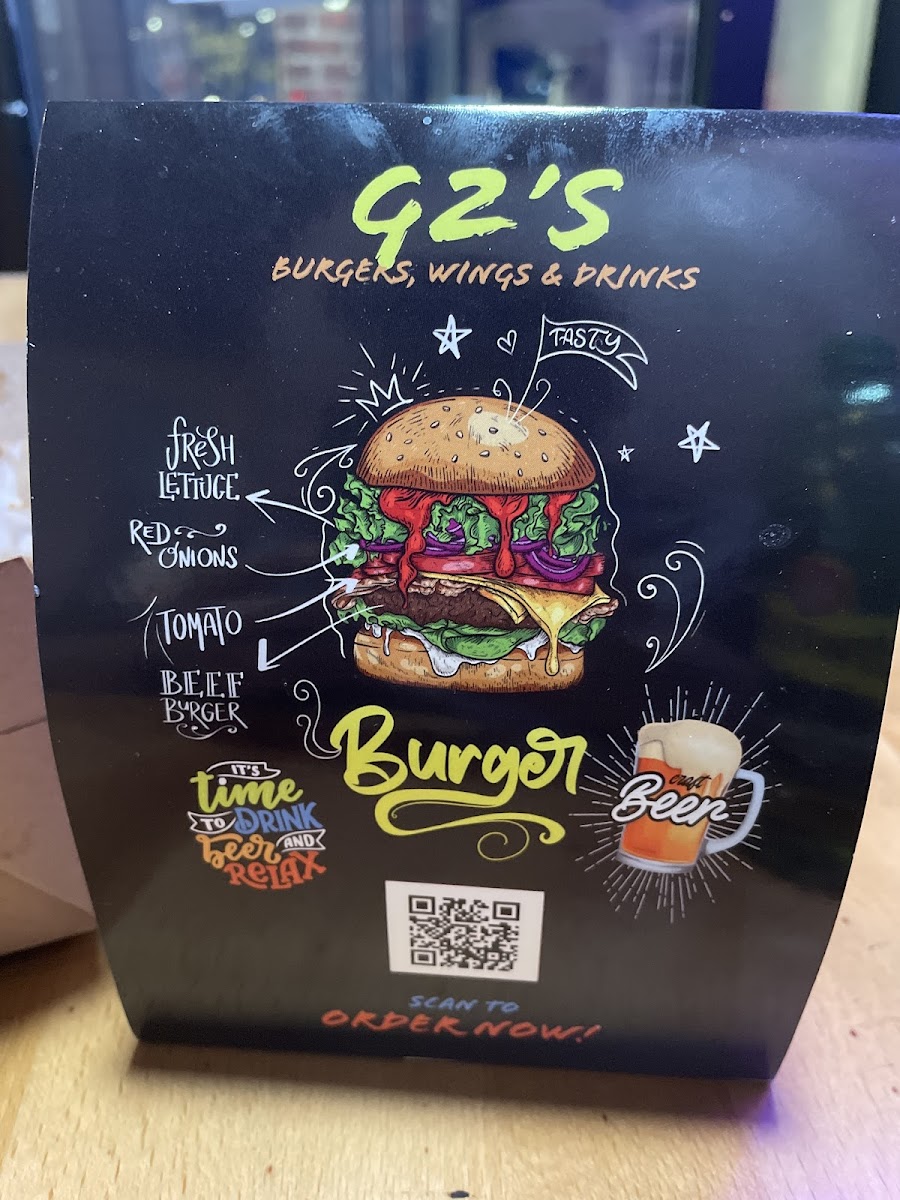 G2'S
BURGERS, WINGS & DRINKS
TASTY
fresh
LETTUCE
RED
ONIONS
TOMATO
BEEF
BURGER
Burger
IT'S
time
TO DRINK
beer AND
RELAX
craft
Beer
SCAN TO
ORDER NOW!